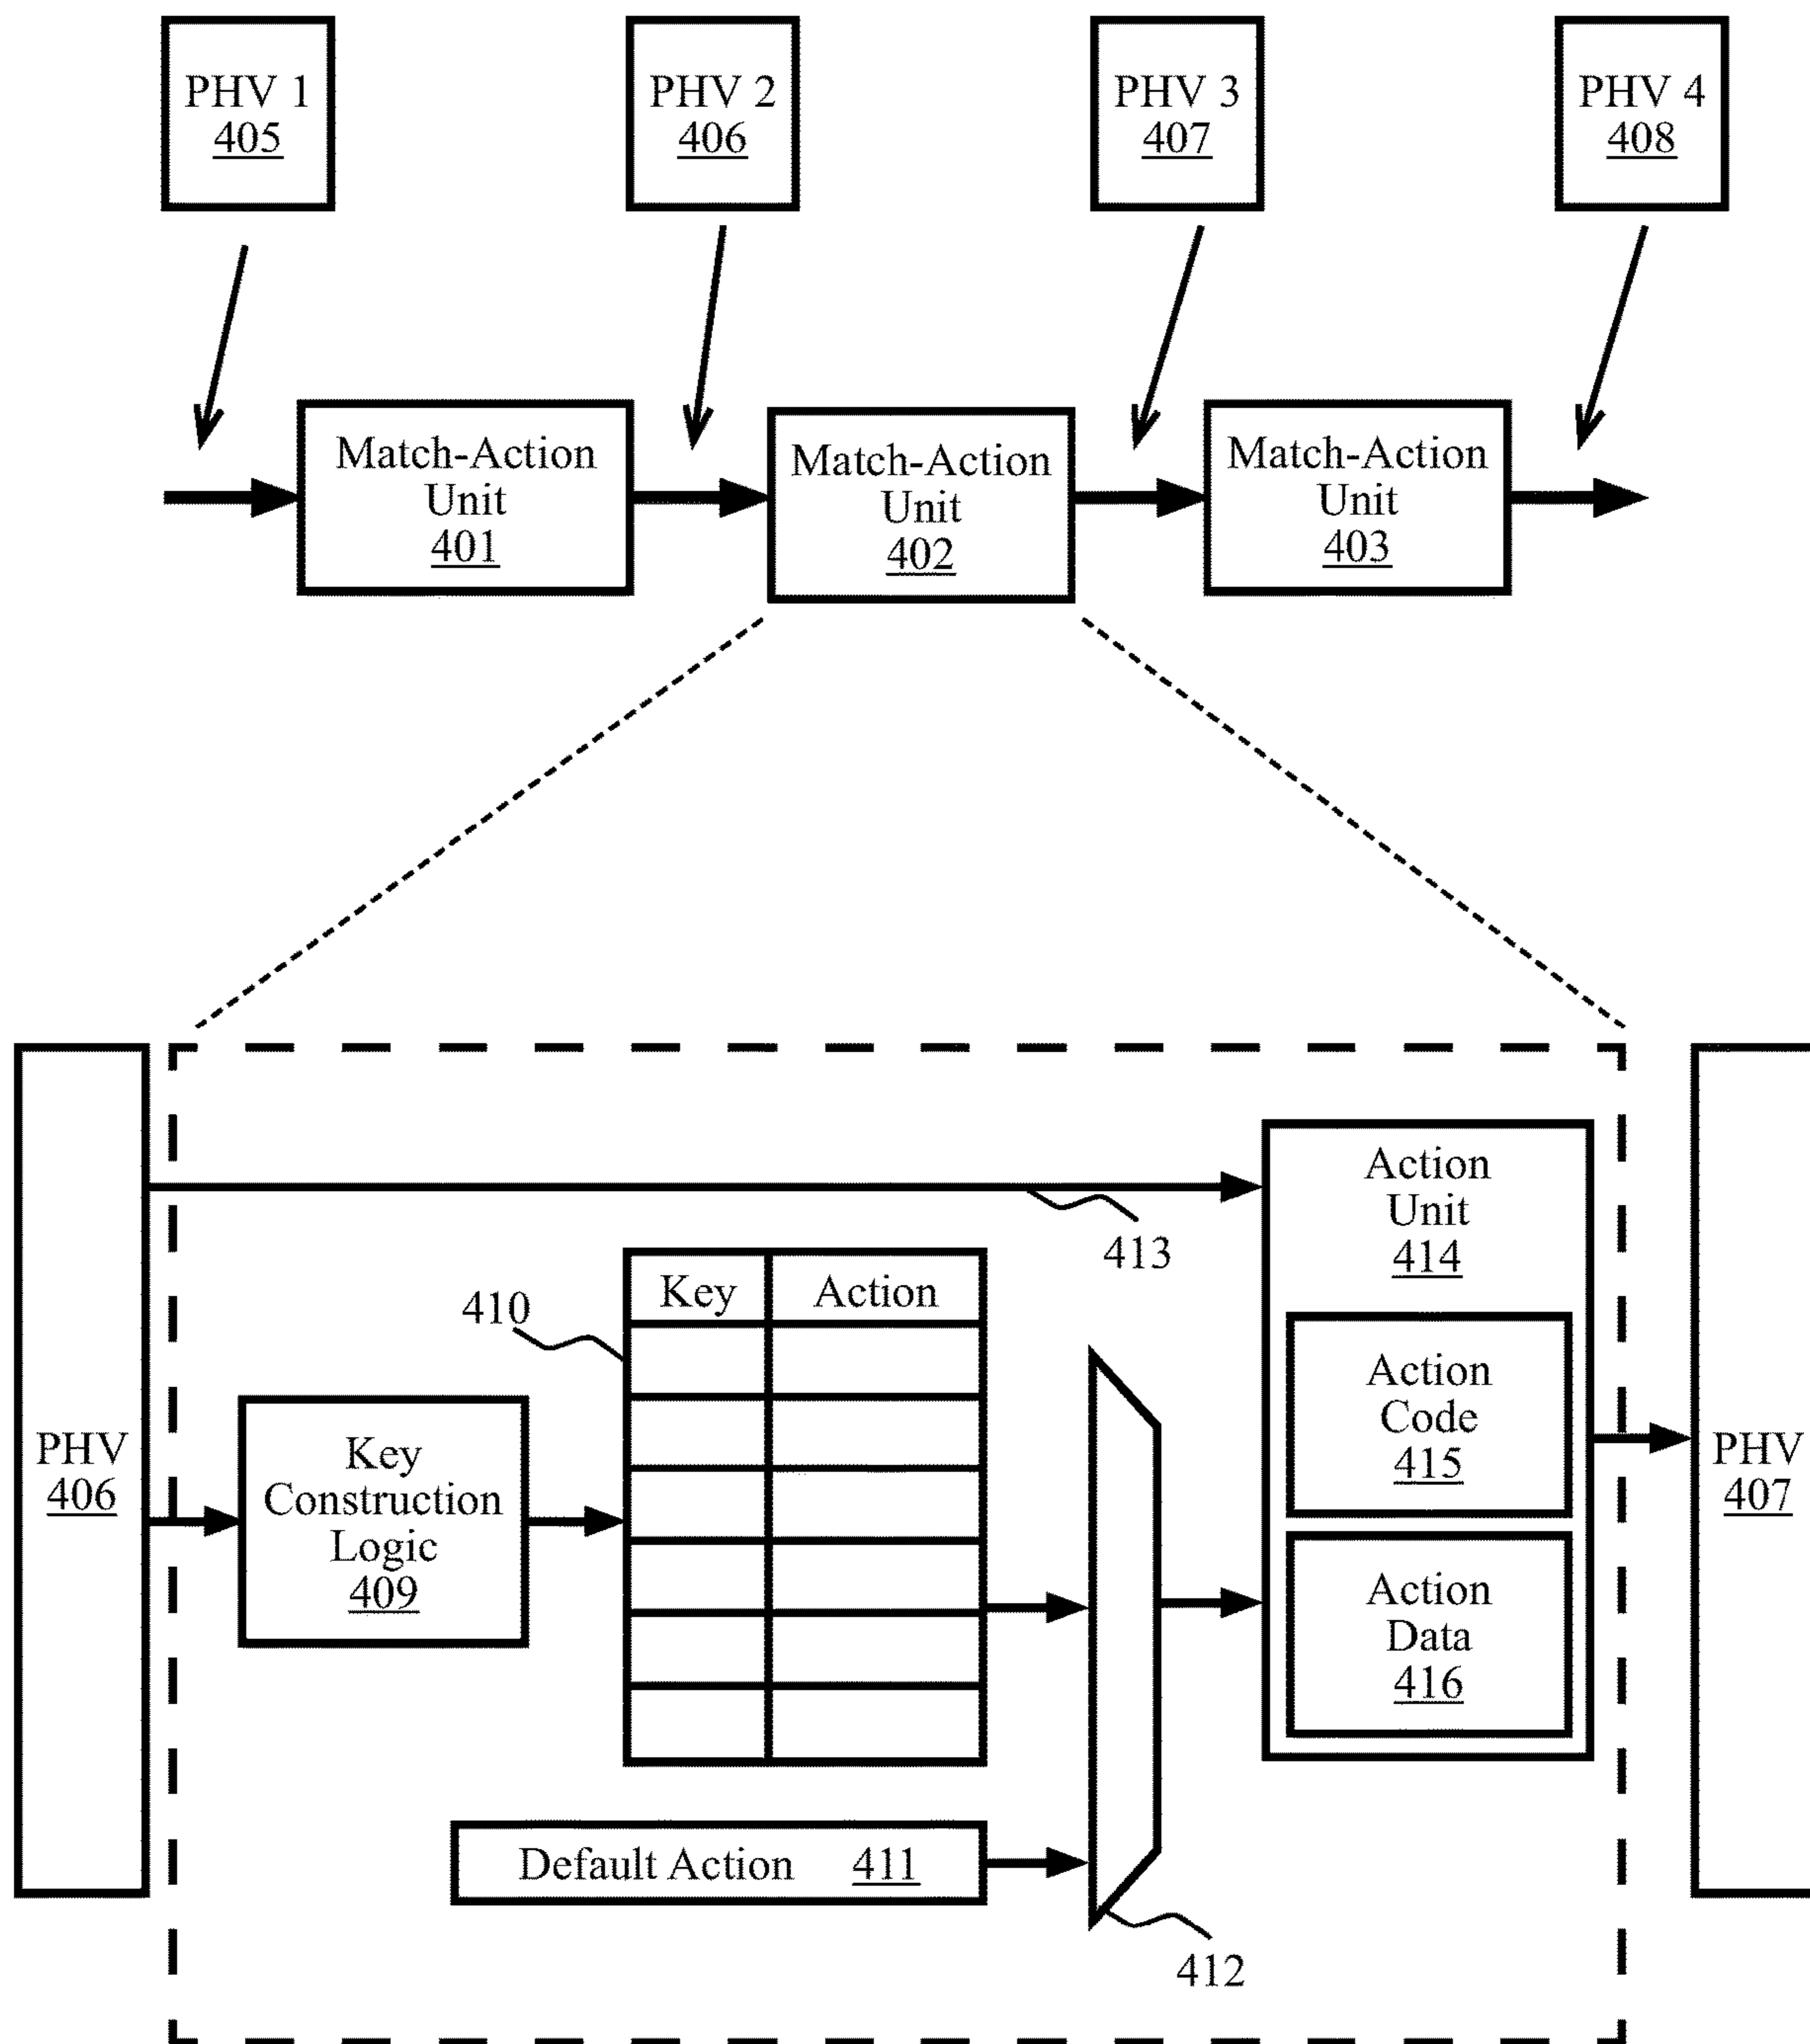 PHV 1
405
PHV 2
406
PHV 3
407
PHV 4
408
Match-Action
Unit
401
Match-Action
Unit
402
Match-Action
Unit
403
PHV
406
Key
Construction
Logic
409
410
Key
Action
Default Action 411
412
413
Action
Unit
414
Action
Code
415
Action
Data
416
PHV
407